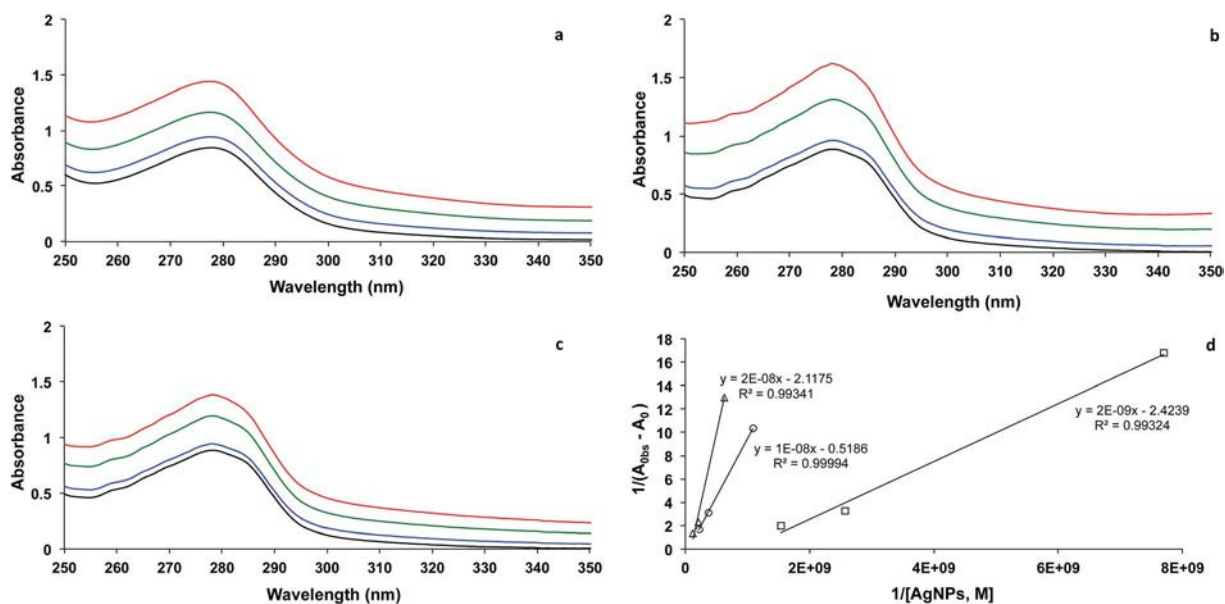 a
2
1.5
1
0.5
0
Absorbance
250 260 270 280 290 300 310 320 330 340 350
Wavelength (nm)
b
2
1.5
1
0.5
0
Absorbance
250 260 270 280 290 300 310 320 330 340 350
Wavelength (nm)
c
2
1.5
1
0.5
0
Absorbance
250 260 270 280 290 300 310 320 330 340 350
Wavelength (nm)
d
18
16
14
12
10
8
6
4
2
0
1/(A0bs - A0 )
y = 2E-08x - 2.1175
R² = 0.99341
y = 1E-08x - 0.5186
R² = 0.99994
y = 2E-09x - 2.4239
R² = 0.99324
0 2E+09 4E+09 6E+09 8E+09
1/[AgNPs, M]